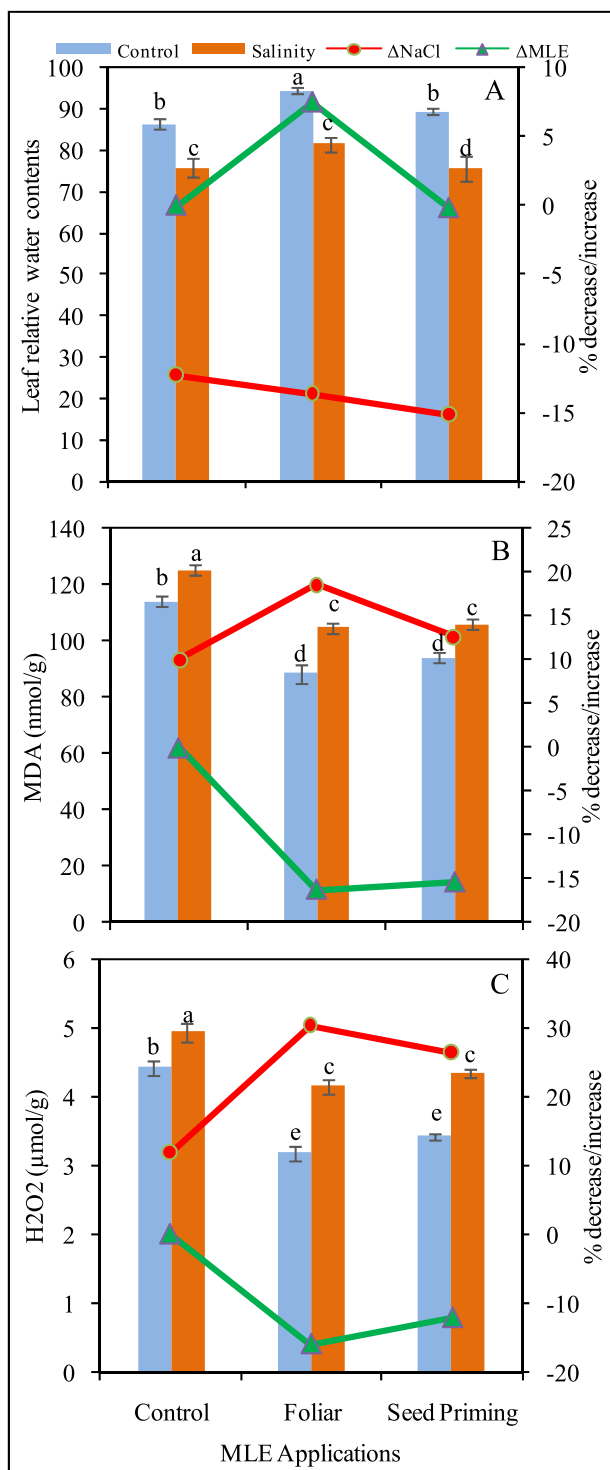 Control Salinity ΔNaCl ΔMLE
100
90
80
70
60
50
40
30
20
10
0
Leaf relative water contents
b
c
a
c
b
d
A
10
5
0
-5
-10
-15
-20
% decrease/increase
140
120
100
80
60
40
20
0
MDA (nmol/g)
b
a
d
c
d
c
B
25
20
15
10
5
0
-5
-10
-15
-20
% decrease/increase
6
5
4
3
2
1
0
H2O2 (µmol/g)
b
a
e
c
e
c
C
40
30
20
10
0
-10
-20
% decrease/increase
Control Foliar Seed Priming
MLE Applications